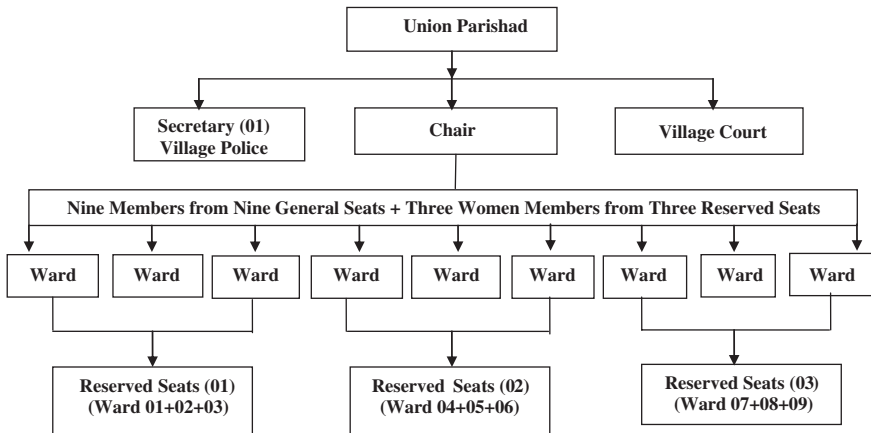 Union Parishad
Secretary (01)
Village Police
Chair
Village Court
Nine Members from Nine General Seats + Three Women Members from Three Reserved Seats
Ward
Ward
Ward
Ward
Ward
Ward
Ward
Ward
Ward
Reserved Seats (01)
(Ward 01+02+03)
Reserved Seats (02)
(Ward 04+05+06)
Reserved Seats (03)
(Ward 07+08+09)